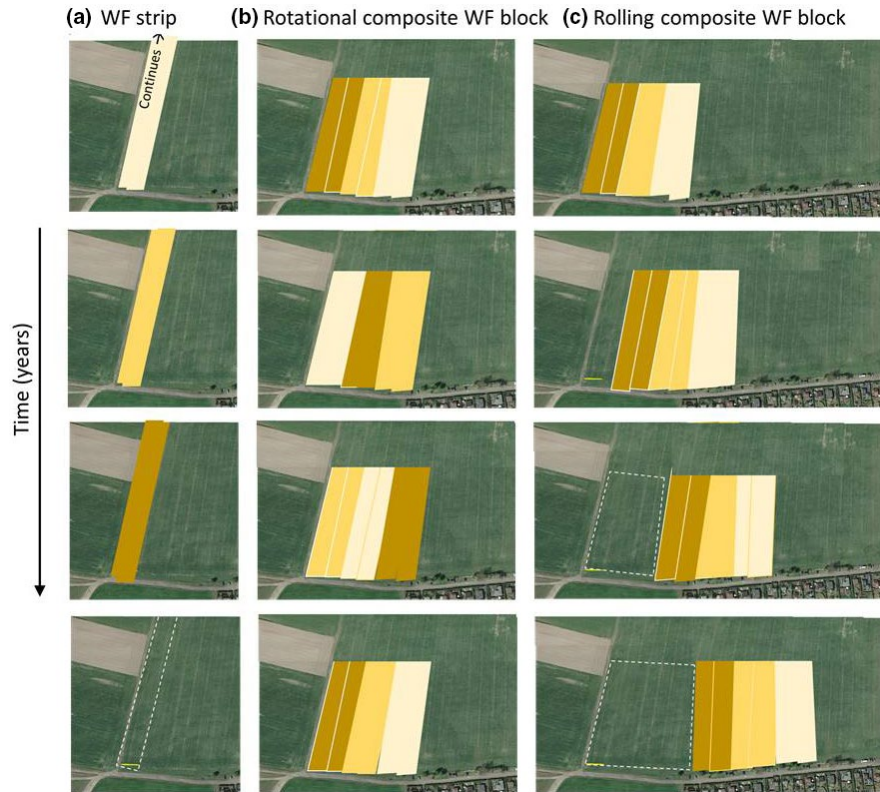 (a) WF strip
(b) Rotational composite WF block
(c) Rolling composite WF block
Continues
Time (years)